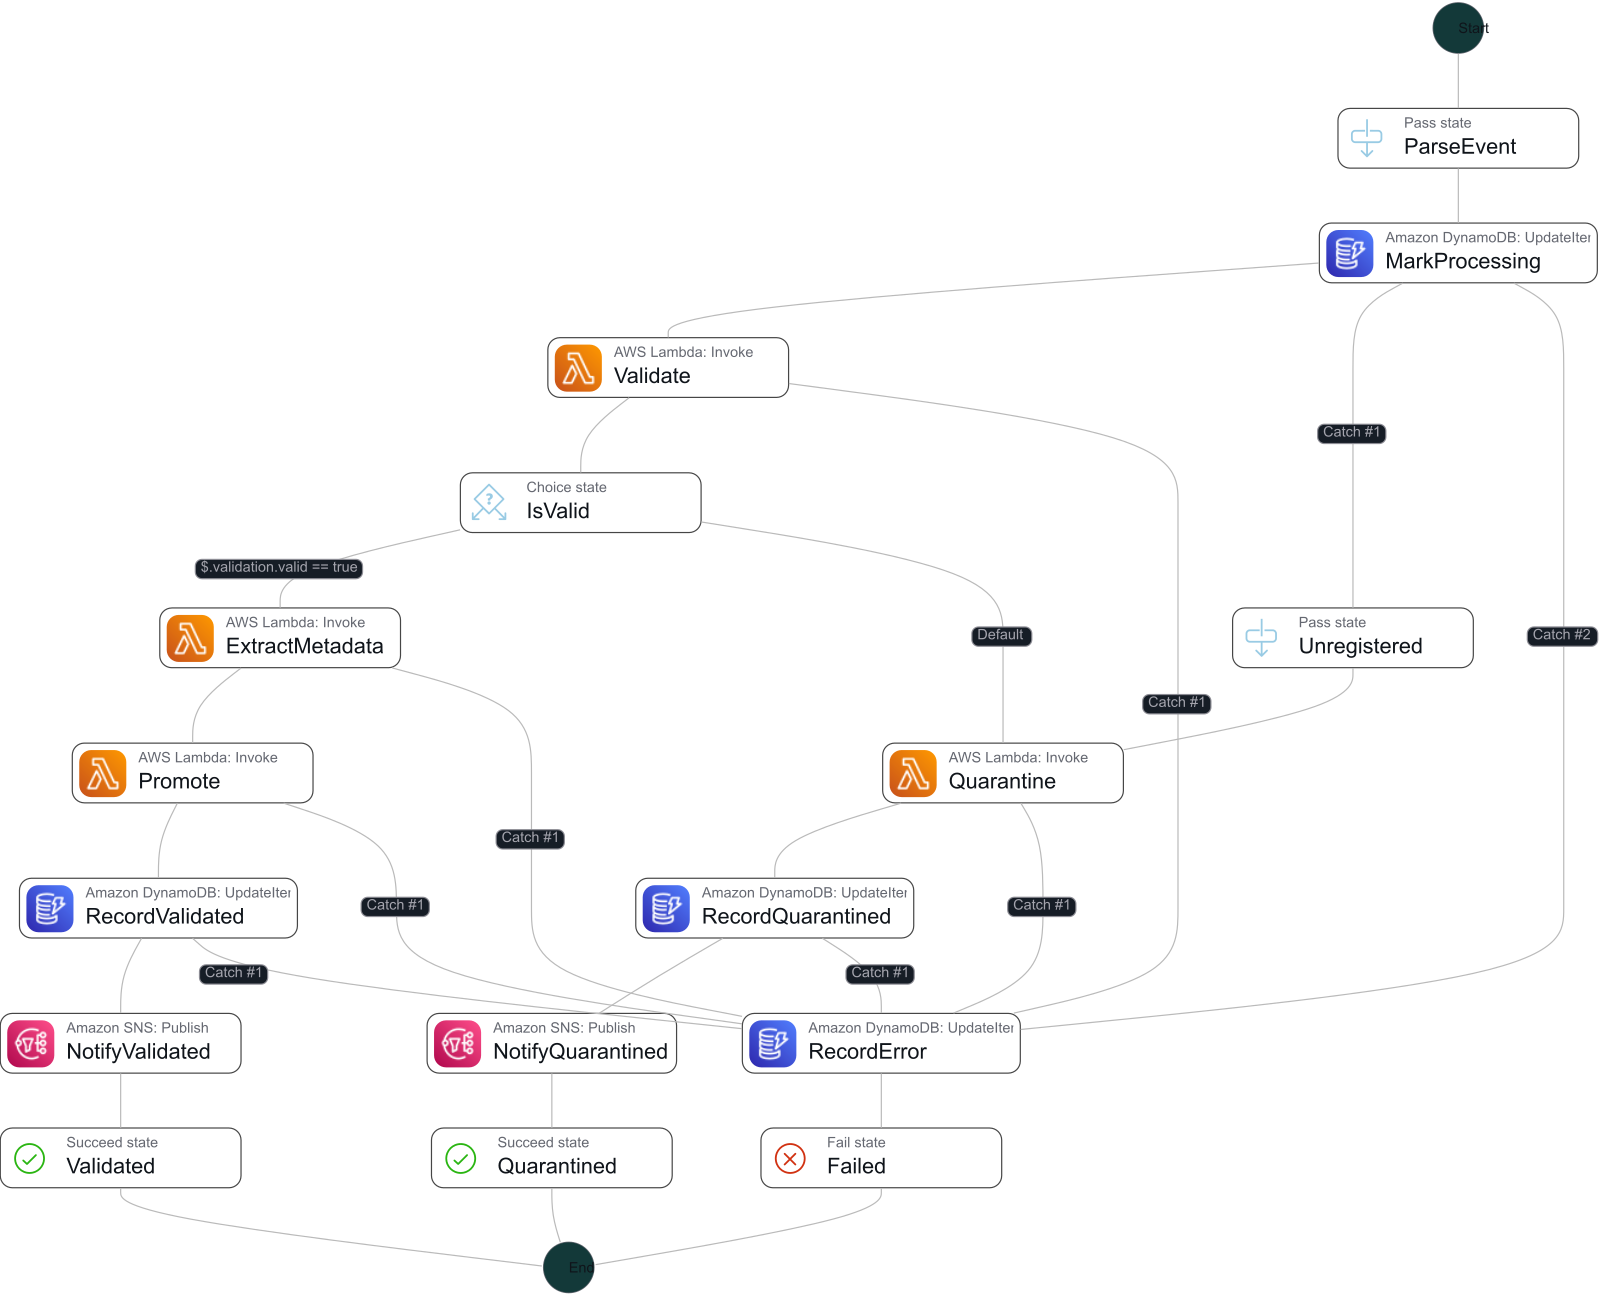 Start
Pass state
ParseEvent
Amazon DynamoDB: UpdateIter
MarkProcessing
AWS Lambda: Invoke
Validate
Catch #1
Choice state
IsValid
$.validation.valid == true
AWS Lambda: Invoke
ExtractMetadata
Default
Pass state
Unregistered
Catch #2
Catch #1
AWS Lambda: Invoke
Promote
AWS Lambda: Invoke
Quarantine
Catch #1
Amazon DynamoDB: UpdateIter
RecordValidated
Catch #1
Amazon DynamoDB: UpdateIter
RecordQuarantined
Catch #1
Catch #1
Catch #1
Amazon SNS: Publish
NotifyValidated
Amazon SNS: Publish
NotifyQuarantined
Amazon DynamoDB: UpdateIter
RecordError
Succeed state
Validated
Succeed state
Quarantined
Fail state
Failed
End